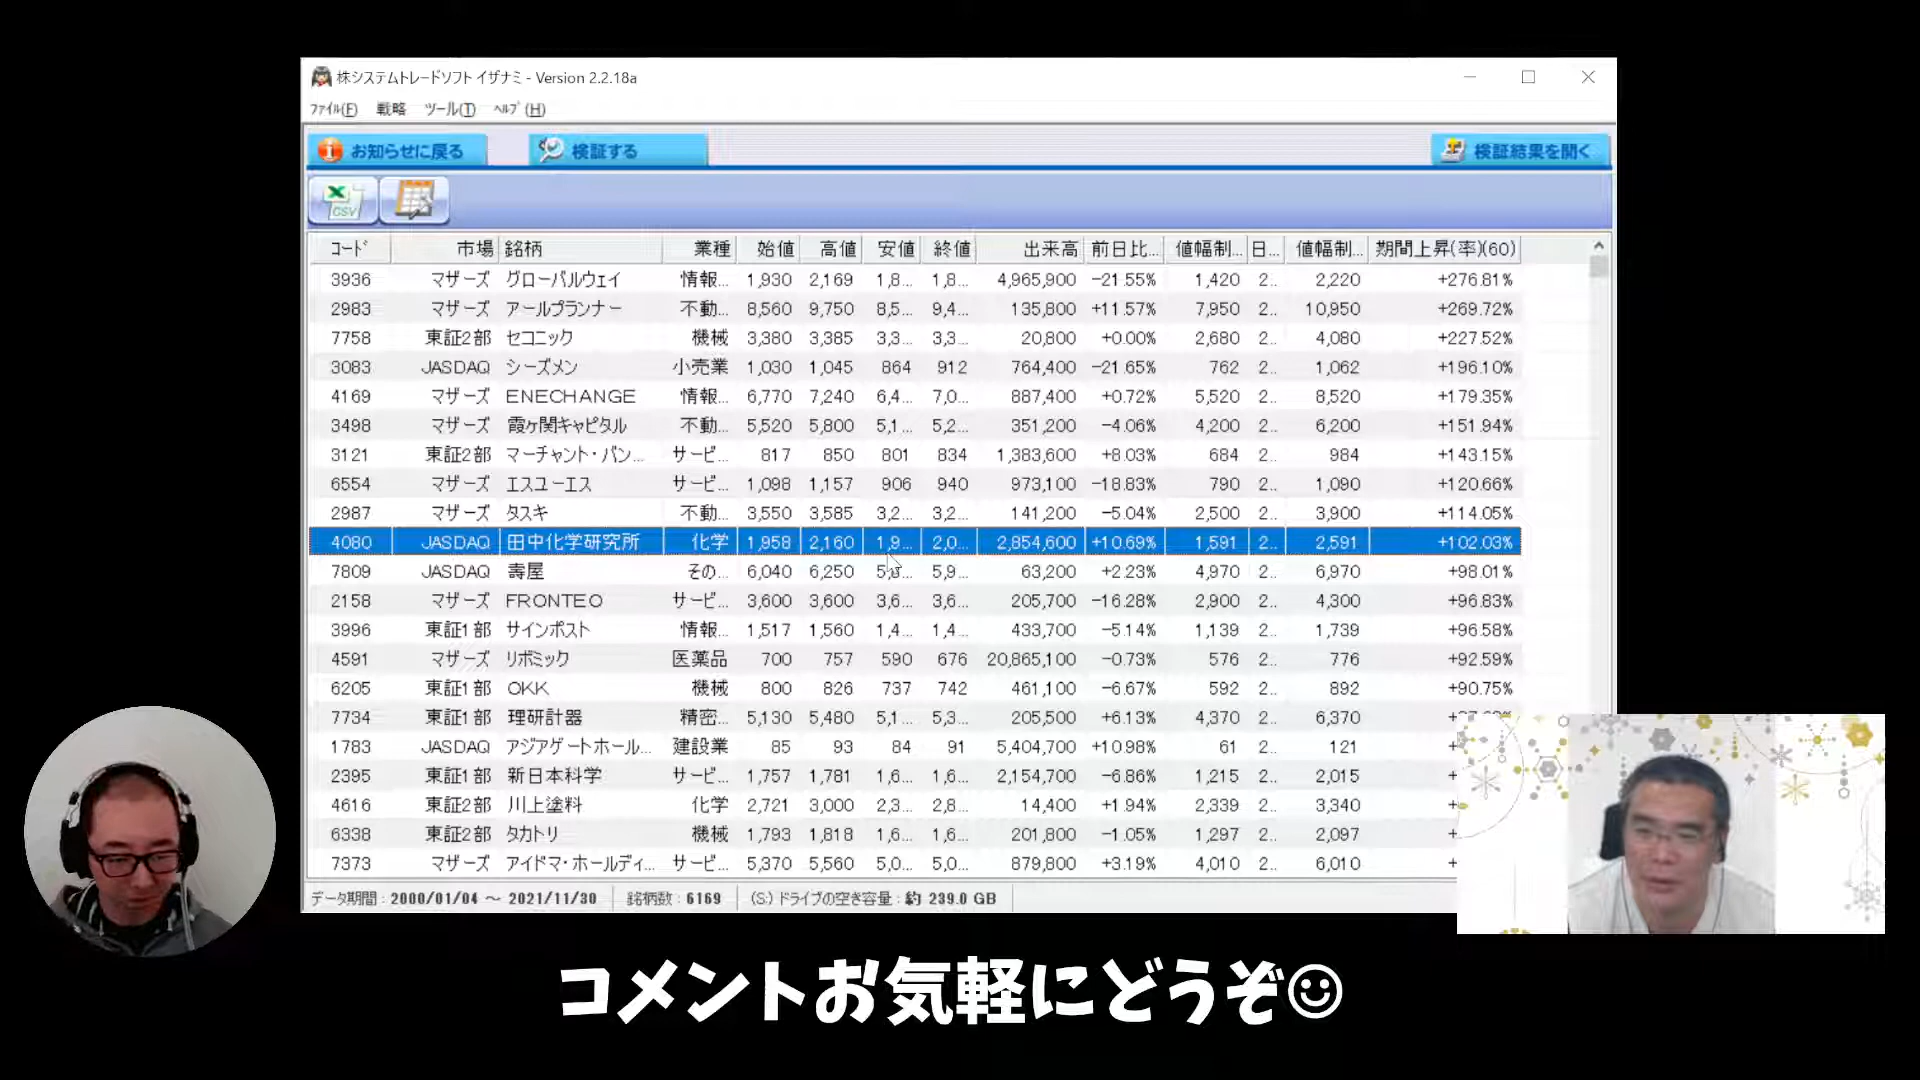 株システムトレードソフト イザナミ - Version 2.2.18a
ファイル(F) 戦略 ツール(T) ヘルプ(H)
お知らせに戻る 検証する 検証結果を開く
CSV
コード 市場 銘柄 業種 始値 高値 安値 終値 出来高 前日比... 値幅制... 日... 値幅制... 期間上昇(率)(60)
3936 マザーズ グローバルウェイ 情報... 1,930 2,169 1,8... 1,8... 4,965,900 -21.55% 1,420 2... 2,220 +276.81%
2983 マザーズ アールプランナー 不動... 8,560 9,750 8,5... 9,4... 135,800 +11.57% 7,950 2... 10,950 +269.72%
7758 東証2部 セコニック 機械 3,380 3,385 3,3... 3,3... 20,800 +0.00% 2,680 2... 4,080 +227.52%
3083 JASDAQ シーズメン 小売業 1,030 1,045 864 912 764,400 -21.65% 762 2... 1,062 +196.10%
4169 マザーズ ENECHANGE 情報... 6,770 7,240 6,4... 7,0... 887,400 +0.72% 5,520 2... 8,520 +179.35%
3498 マザーズ 霞ヶ関キャピタル 不動... 5,520 5,800 5,1... 5,2... 351,200 -4.06% 4,200 2... 6,200 +151.94%
3121 東証2部 マーチャント・バン... サービ... 817 850 801 834 1,383,600 +8.03% 684 2... 984 +143.15%
6554 マザーズ エスユーエス サービ... 1,098 1,157 906 940 973,100 -18.83% 790 2... 1,090 +120.66%
2987 マザーズ タスキ 不動... 3,550 3,585 3,2... 3,2... 141,200 -5.04% 2,500 2... 3,900 +114.05%
4080 JASDAQ 田中化学研究所 化学 1,958 2,160 1,9... 2,0... 2,854,600 +10.69% 1,591 2... 2,591 +102.03%
7809 JASDAQ 壽屋 その... 6,040 6,250 5,9... 63,200 +2.23% 4,970 2... 6,970 +98.01%
2158 マザーズ FRONTEO サービ... 3,600 3,600 3,6... 3,6... 205,700 -16.28% 2,900 2... 4,300 +96.83%
3996 東証1部 サインポスト 情報... 1,517 1,560 1,4... 1,4... 433,700 -5.14% 1,139 2... 1,739 +96.58%
4591 マザーズ リボミック 医薬品 700 757 590 676 20,865,100 -0.73% 576 2... 776 +92.59%
6205 東証1部 OKK 機械 800 826 737 742 461,100 -6.67% 592 2... 892 +90.75%
7734 東証1部 理研計器 精密... 5,130 5,480 5,1... 5,3... 205,500 +6.13% 4,370 2... 6,370
1783 JASDAQ アジアゲートホール... 建設業 85 93 84 91 5,404,700 +10.98% 61 2... 121 +
2395 東証1部 新日本科学 サービ... 1,757 1,781 1,6... 1,6... 2,154,700 -6.86% 1,215 2... 2,015 +
4616 東証2部 川上塗料 化学 2,721 3,000 2,3... 2,8... 14,400 +1.94% 2,339 2... 3,340 +
6338 東証2部 タカトリ 機械 1,793 1,818 1,6... 1,6... 201,800 -1.05% 1,297 2... 2,097 +
7373 マザーズ アイドマ・ホールディ... サービ... 5,370 5,560 5,0... 5,0... 879,800 +3.19% 4,010 2... 6,010 +
データ期間 : 2000/01/04 ～ 2021/11/30 銘柄数 : 6169 (S:) ドライブの空き容量 : 約 239.0 GB
コメントお気軽にどうぞ☺